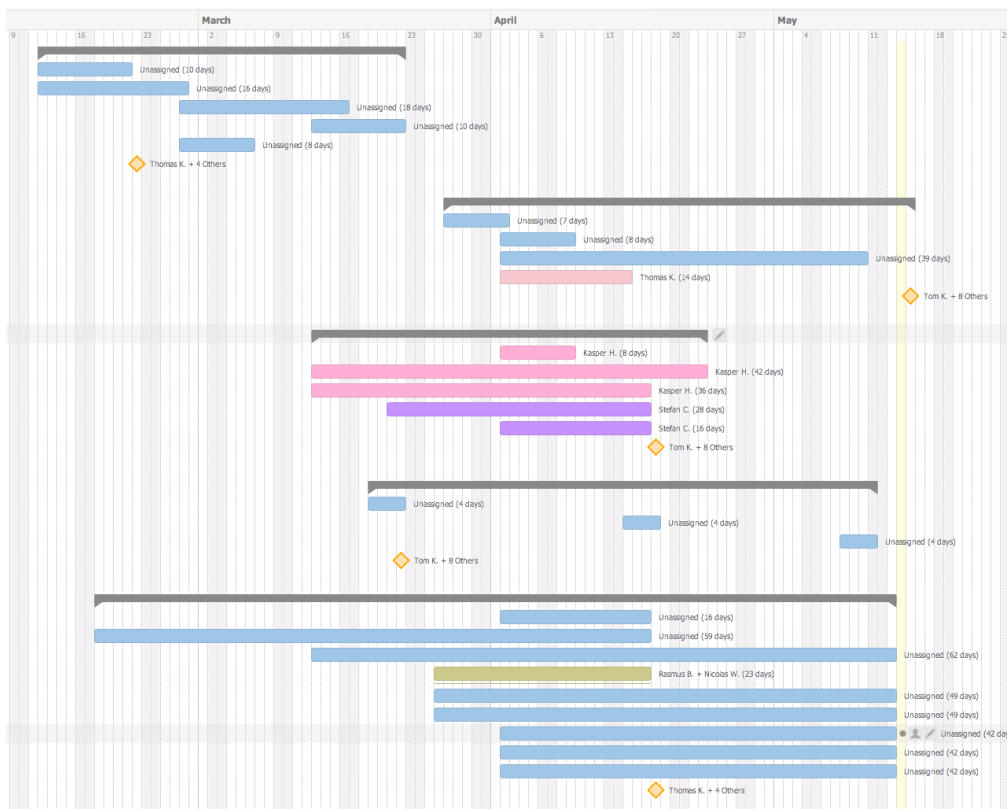 March April May
9 16 23 2 9 16 23 30 6 13 20 27 4 11 18
Unassigned (10 days)
Unassigned (16 days)
Unassigned (18 days)
Unassigned (10 days)
Unassigned (8 days)
Thomas K. + 4 Others
Unassigned (7 days)
Unassigned (8 days)
Unassigned (39 days)
Thomas K. (14 days)
Tom K. + 8 Others
Kasper H. (8 days)
Kasper H. (42 days)
Kasper H. (36 days)
Stefan C. (28 days)
Stefan C. (16 days)
Tom K. + 8 Others
Unassigned (4 days)
Unassigned (4 days)
Unassigned (4 days)
Tom K. + 8 Others
Unassigned (16 days)
Unassigned (59 days)
Unassigned (62 days)
Rasmus B. + Nicolas W. (23 days)
Unassigned (49 days)
Unassigned (49 days)
Unassigned (42 day
Unassigned (42 days)
Unassigned (42 days)
Thomas K. + 4 Others